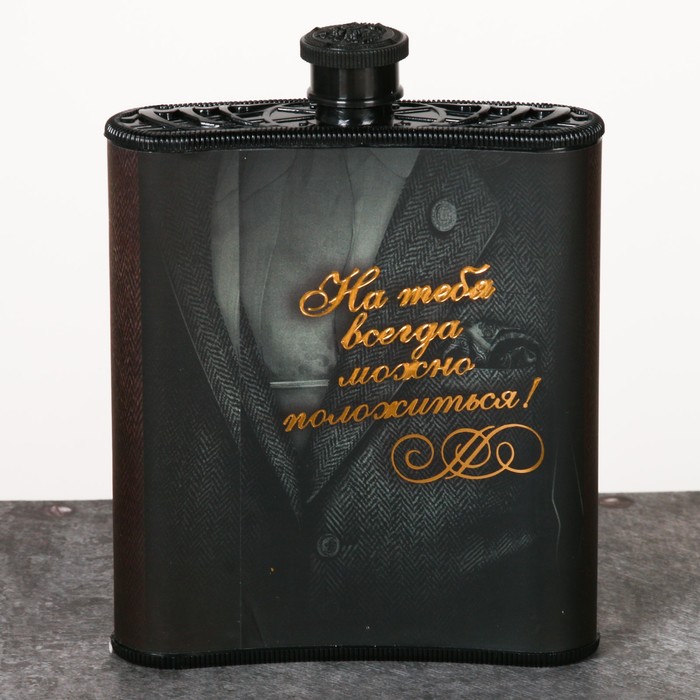 На тебя
всегда
можно
положиться!